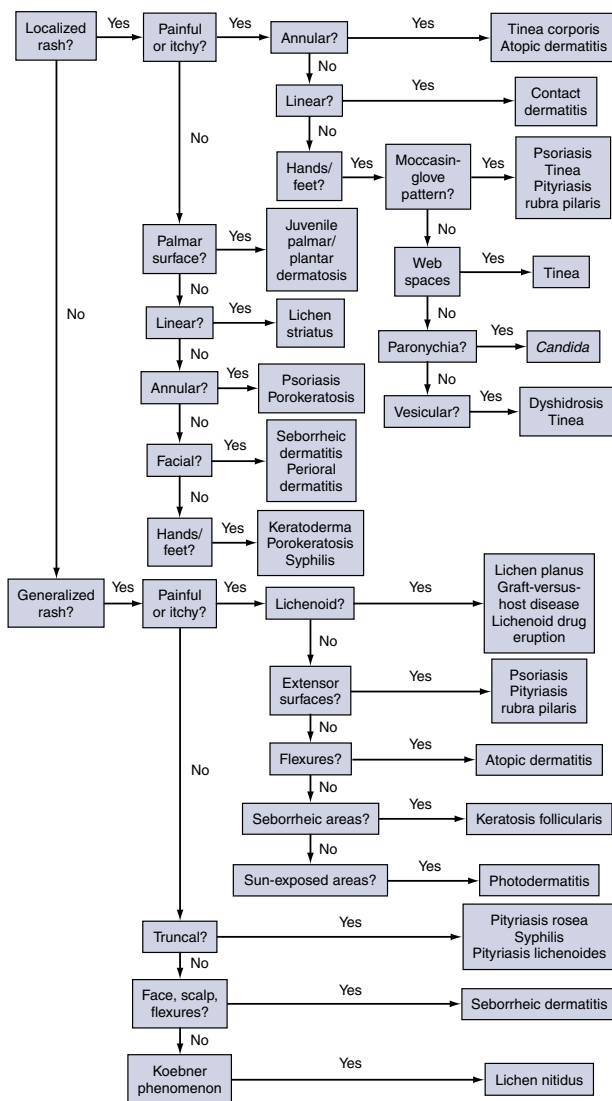 Localized rash?
Yes
Painful
or itchy?
Yes
Annular?
Yes
Tinea corporis
Atopic dermatitis
No
Linear?
Yes
Contact
dermatitis
No
Hands/
feet?
Yes
Moccasin-
glove
pattern?
Yes
Psoriasis
Tinea
Pityriasis
rubra pilaris
No
Web
spaces
Yes
Tinea
No
Paronychia?
Yes
Candida
No
Vesicular?
Yes
Dyshidrosis
Tinea
No
Palmar
surface?
Yes
Juvenile
palmar/
plantar
dermatosis
No
Linear?
Yes
Lichen
striatus
No
Annular?
Yes
Psoriasis
Porokeratosis
No
Facial?
Yes
Seborrheic
dermatitis
Perioral
dermatitis
No
Hands/
feet?
Yes
Keratoderma
Porokeratosis
Syphilis
No
Generalized
rash?
Yes
Painful
or itchy?
Yes
Lichenoid?
Yes
Lichen planus
Graft-versus-
host disease
Lichenoid drug
eruption
No
Extensor
surfaces?
Yes
Psoriasis
Pityriasis
rubra pilaris
No
Flexures?
Yes
Atopic dermatitis
No
Seborrheic areas?
Yes
Keratosis follicularis
No
Sun-exposed areas?
Yes
Photodermatitis
No
Truncal?
Yes
Pityriasis rosea
Syphilis
Pityriasis lichenoides
No
Face, scalp,
flexures?
Yes
Seborrheic dermatitis
No
Koebner
phenomenon
Yes
Lichen nitidus